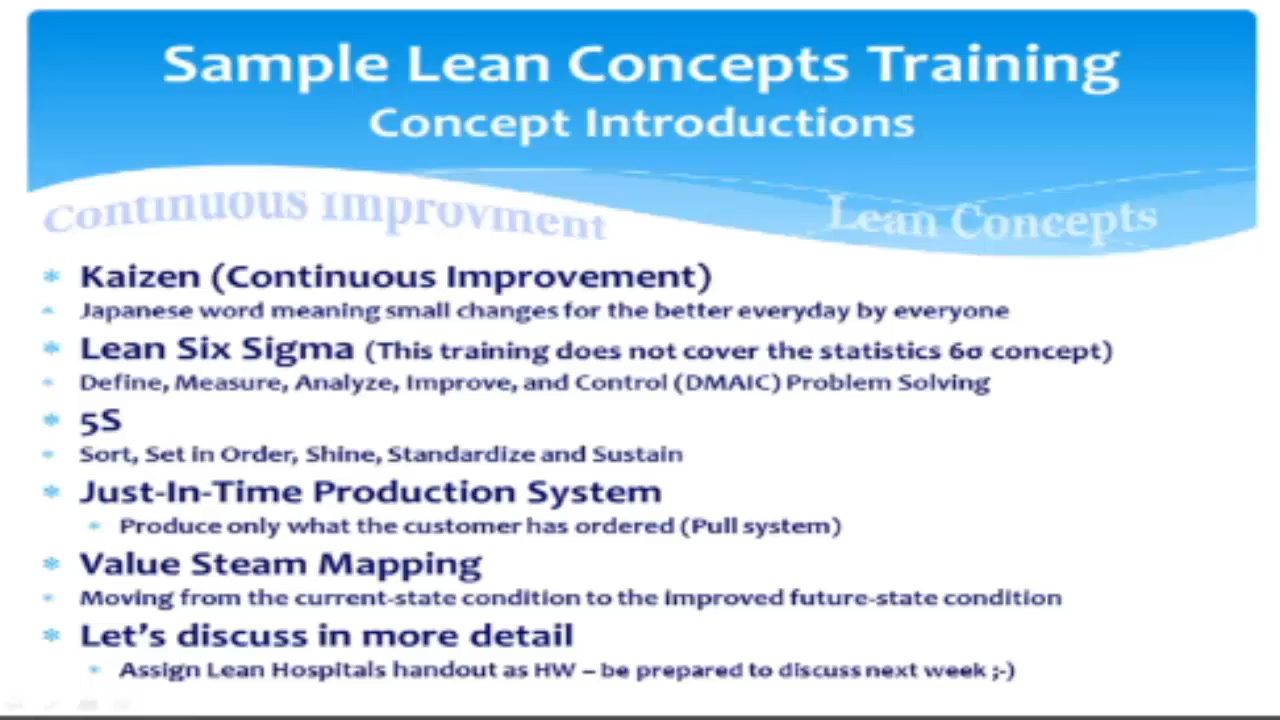 Sample Lean Concepts Training
Concept Introductions
Continuous Improvment
Lean Concepts
Kaizen (Continuous Improvement)
Japanese word meaning small changes for the better everyday by everyone
Lean Six Sigma (This training does not cover the statistics 6σ concept)
Define, Measure, Analyze, Improve, and Control (DMAIC) Problem Solving
5S
Sort, Set in Order, Shine, Standardize and Sustain
Just-In-Time Production System
Produce only what the customer has ordered (Pull system)
Value Steam Mapping
Moving from the current-state condition to the improved future-state condition
Let's discuss in more detail
Assign Lean Hospitals handout as HW – be prepared to discuss next week ;-)